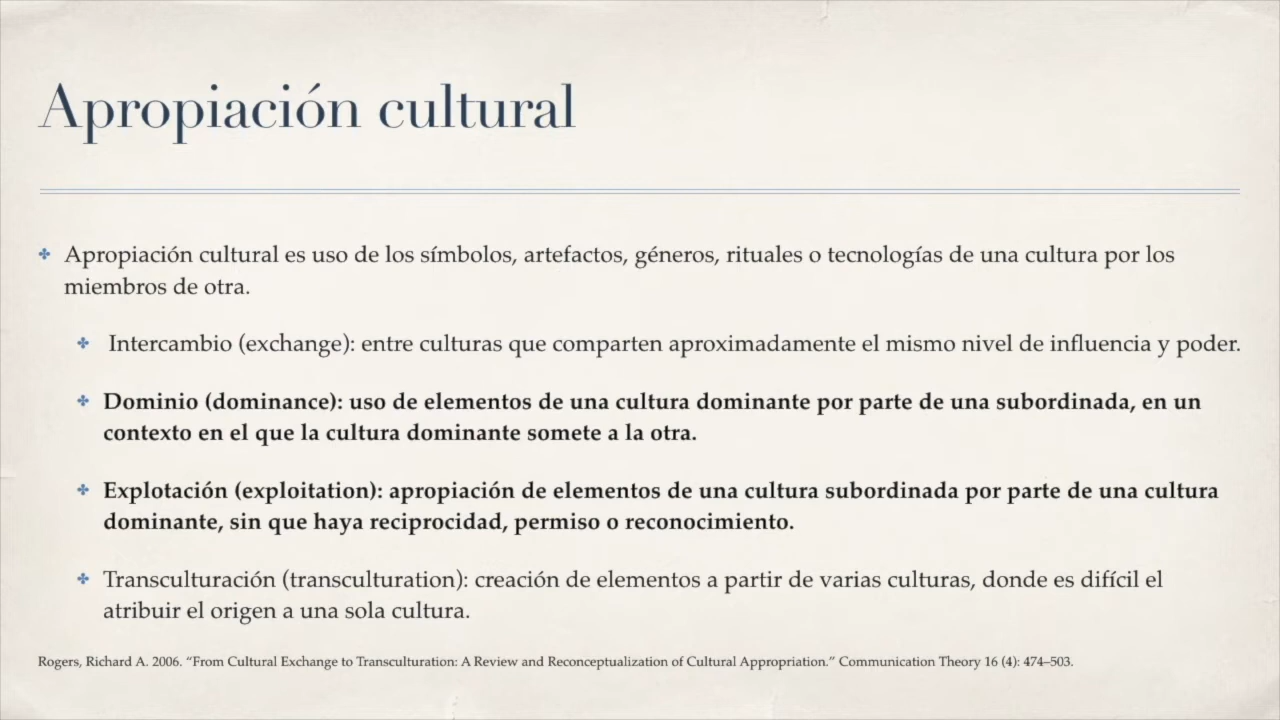 Apropiación cultural
Apropiación cultural es uso de los símbolos, artefactos, géneros, rituales o tecnologías de una cultura por los
miembros de otra.
Intercambio (exchange): entre culturas que comparten aproximadamente el mismo nivel de influencia y poder.
Dominio (dominance): uso de elementos de una cultura dominante por parte de una subordinada, en un
contexto en el que la cultura dominante somete a la otra.
Explotación (exploitation): apropiación de elementos de una cultura subordinada por parte de una cultura
dominante, sin que haya reciprocidad, permiso o reconocimiento.
Transculturación (transculturation): creación de elementos a partir de varias culturas, donde es difícil el
atribuir el origen a una sola cultura.
Rogers, Richard A. 2006. “From Cultural Exchange to Transculturation: A Review and Reconceptualization of Cultural Appropriation.” Communication Theory 16 (4): 474–503.